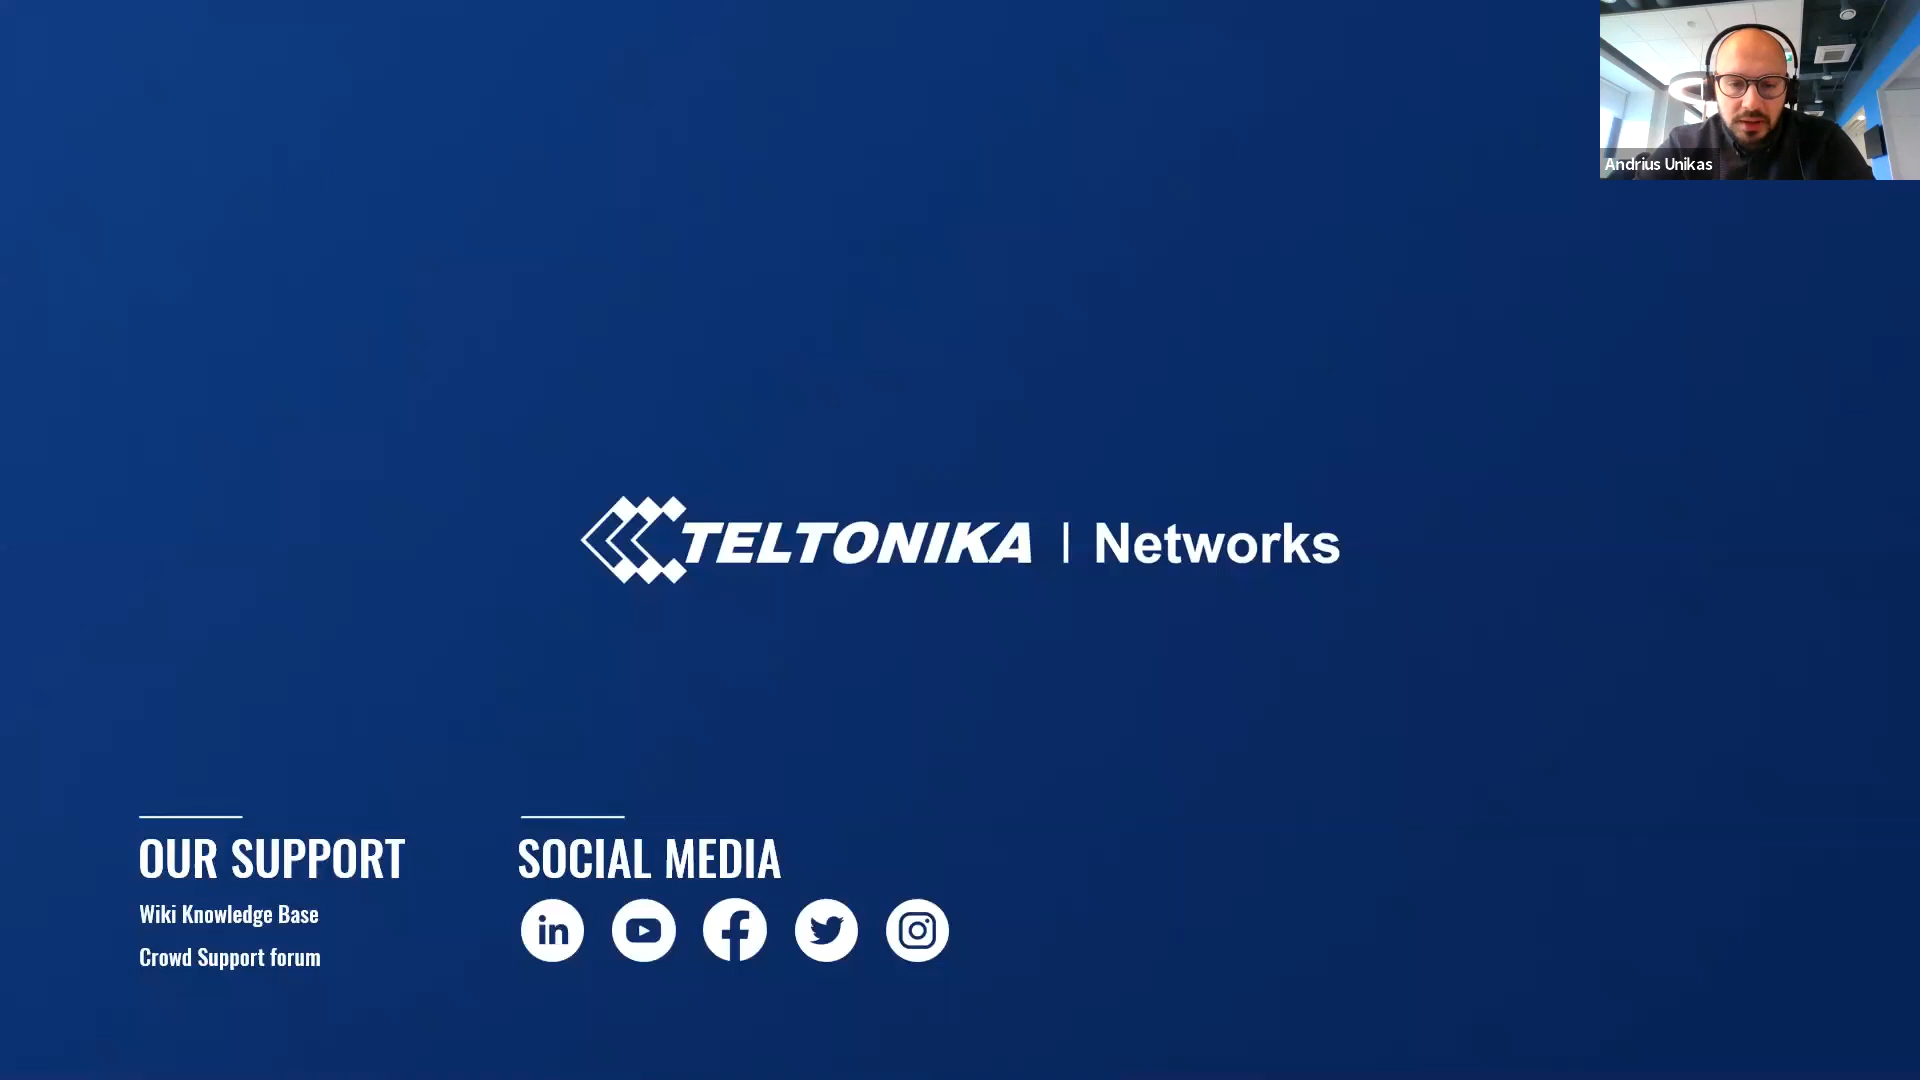 Andrius Unikas
TELTONIKA | Networks
OUR SUPPORT
Wiki Knowledge Base
Crowd Support forum
SOCIAL MEDIA
in